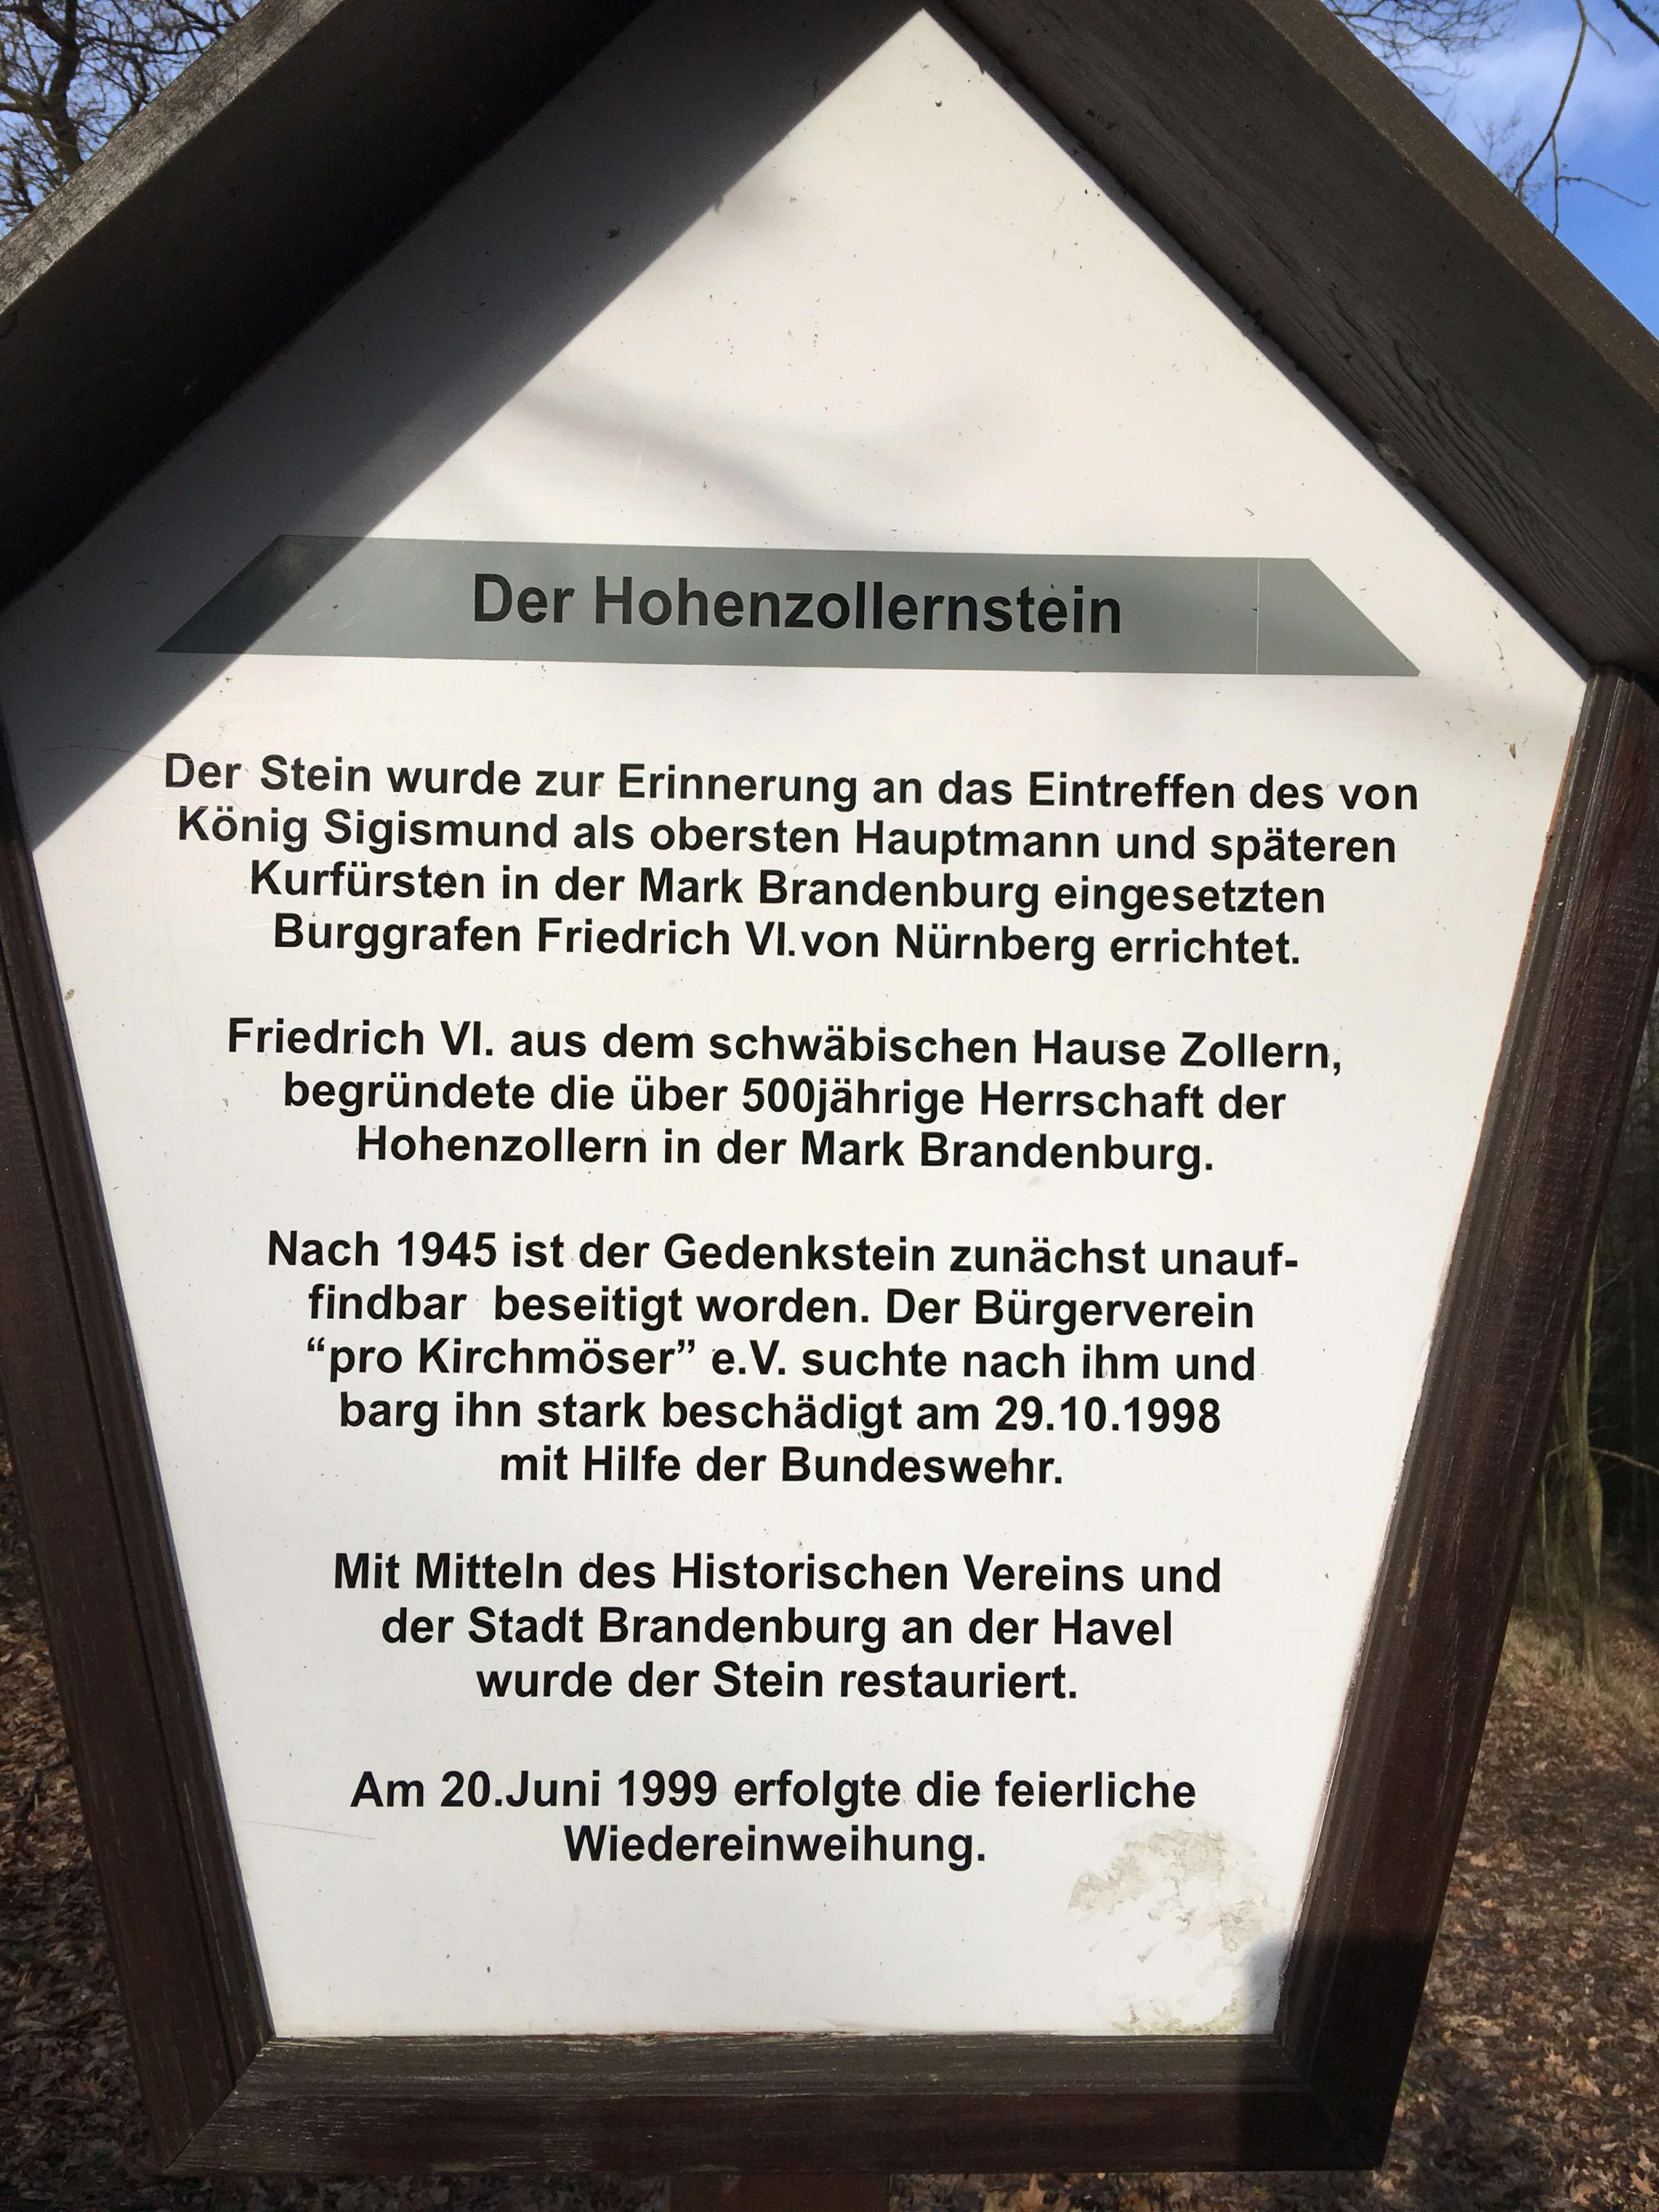 Der Hohenzollernstein
Der Stein wurde zur Erinnerung an das Eintreffen des von
König Sigismund als obersten Hauptmann und späteren
Kurfürsten in der Mark Brandenburg eingesetzten
Burggrafen Friedrich VI.von Nürnberg errichtet.
Friedrich VI. aus dem schwäbischen Hause Zollern,
begründete die über 500jährige Herrschaft der
Hohenzollern in der Mark Brandenburg.
Nach 1945 ist der Gedenkstein zunächst unauf-
findbar  beseitigt worden. Der Bürgerverein
“pro Kirchmöser” e.V. suchte nach ihm und
barg ihn stark beschädigt am 29.10.1998
mit Hilfe der Bundeswehr.
Mit Mitteln des Historischen Vereins und
der Stadt Brandenburg an der Havel
wurde der Stein restauriert.
Am 20.Juni 1999 erfolgte die feierliche
Wiedereinweihung.